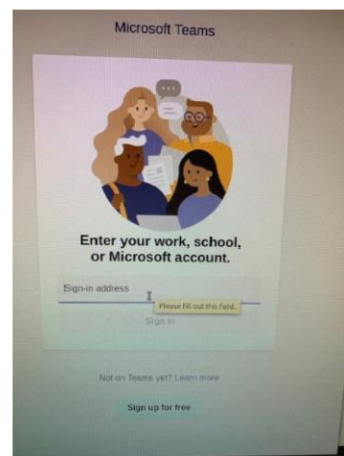 Microsoft Teams
Enter your work, school,
or Microsoft account.
Sign-in address
Please fill out this field.
Sign in
Not on Teams yet? Learn more
Sign up for free